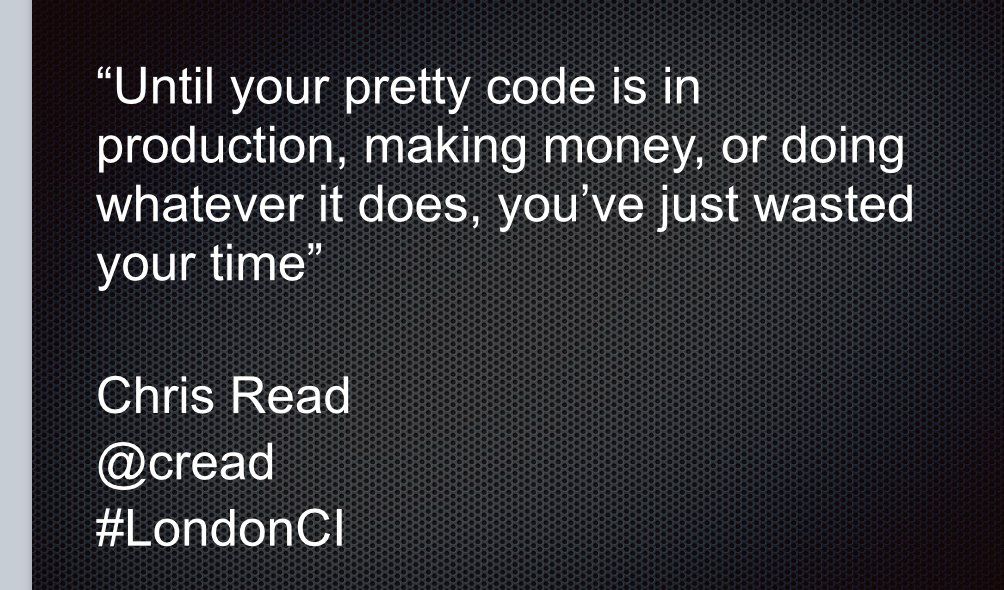 “Until your pretty code is in
production, making money, or doing
whatever it does, you’ve just wasted
your time”
Chris Read
@cread
#LondonCI